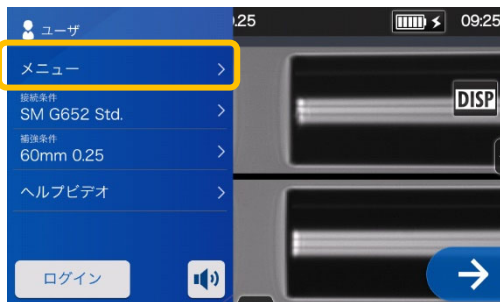 ユーザ
.25
09:25
メニュー
接続条件
SM G652 Std.
DISP
補強条件
60mm 0.25
ヘルプビデオ
ログイン